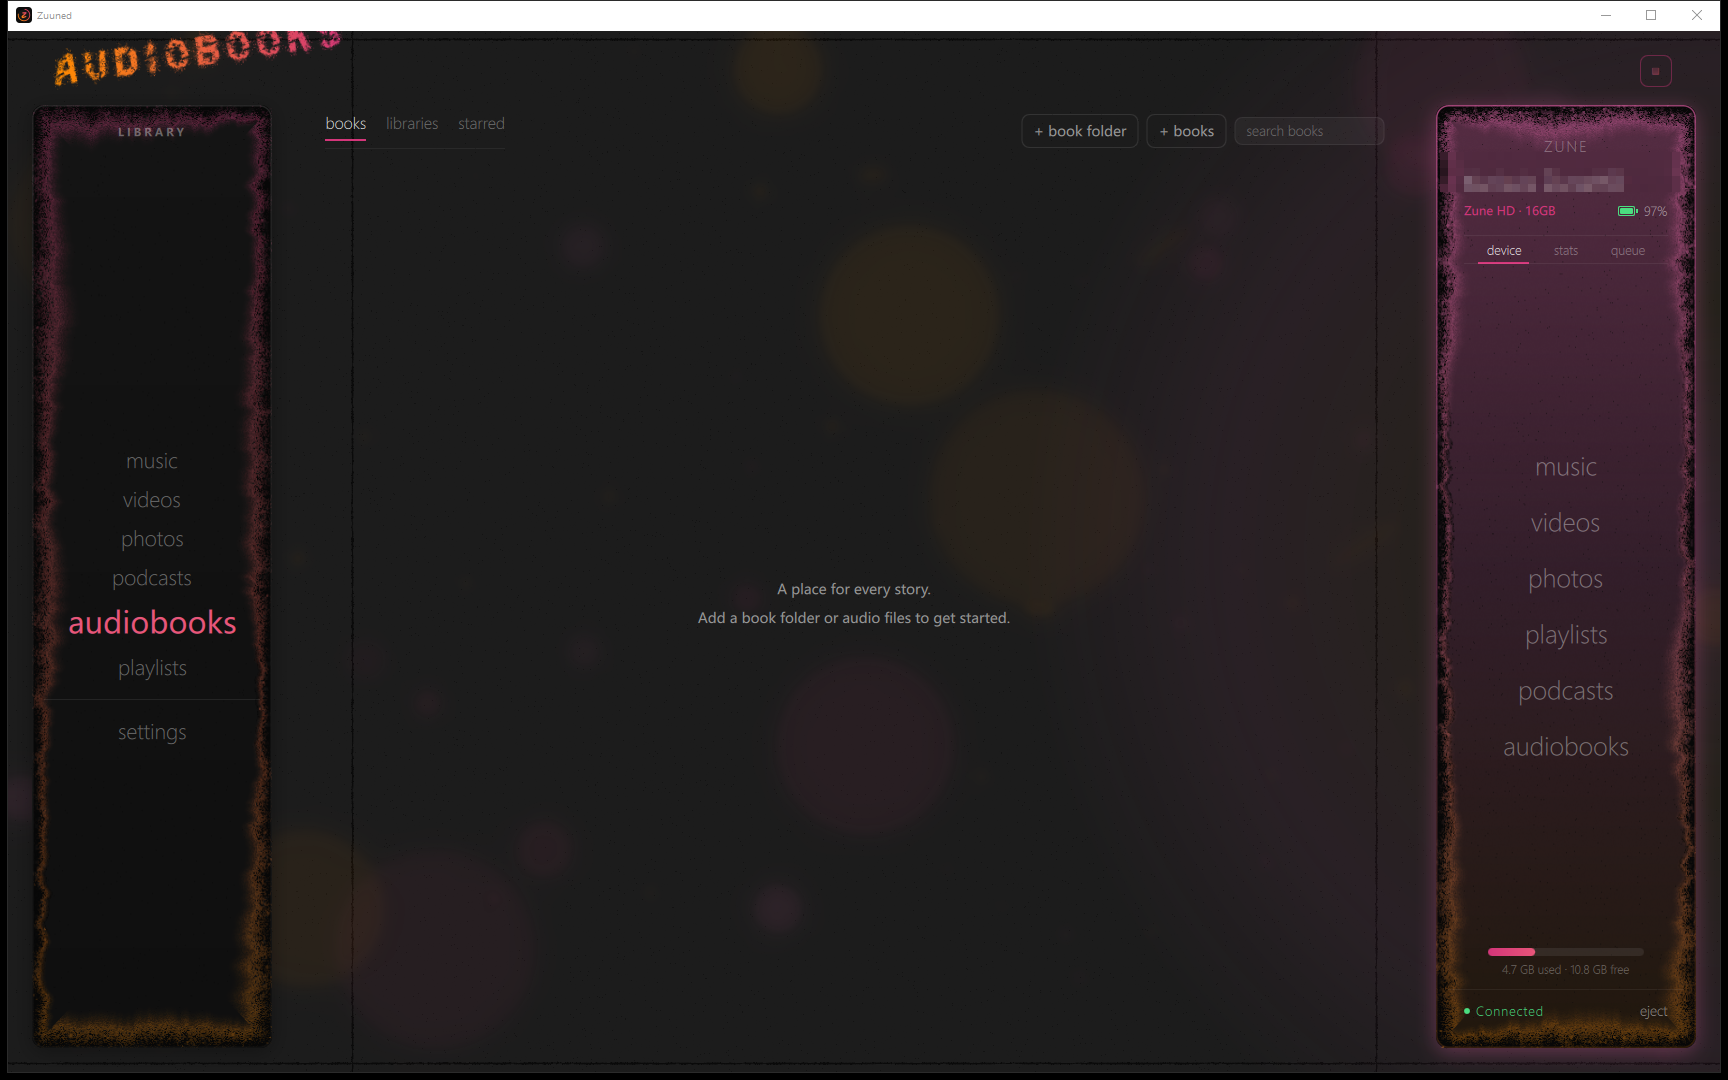 Zuuned
AUDIOBOOKS
LIBRARY
music
videos
photos
podcasts
audiobooks
playlists
settings
books libraries starred
+ book folder + books search books
A place for every story.
Add a book folder or audio files to get started.
ZUNE
Zune HD · 16GB 97%
device stats queue
music
videos
photos
playlists
podcasts
audiobooks
4.7 GB used · 10.8 GB free
Connected eject